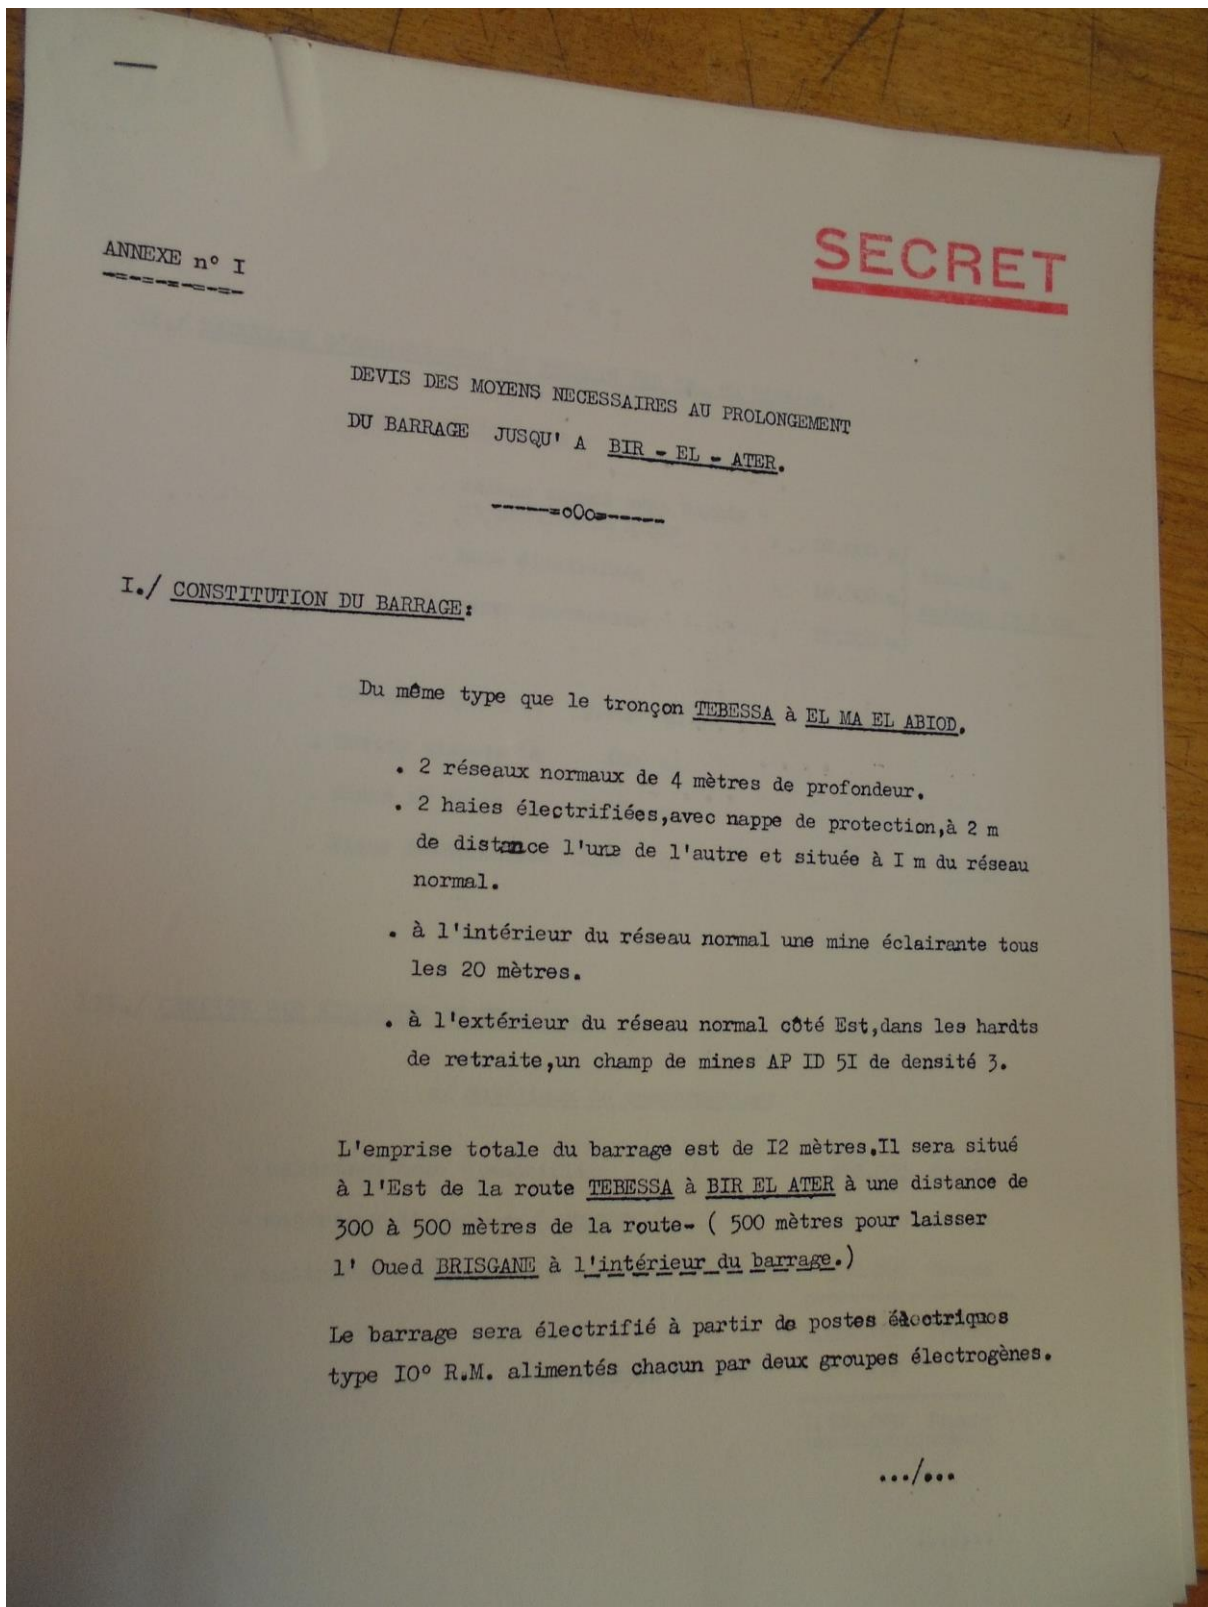 ANNEXE n° I
SECRET
DEVIS DES MOYENS NECESSAIRES AU PROLONGEMENT
DU BARRAGE JUSQU' A BIR - EL - ATER.
------=oOo=------
I./ CONSTITUTION DU BARRAGE:
Du même type que le tronçon TEBESSA à EL MA EL ABIOD.
. 2 réseaux normaux de 4 mètres de profondeur.
. 2 haies électrifiées,avec nappe de protection,à 2 m
de distance l'une de l'autre et située à I m du réseau
normal.
. à l'intérieur du réseau normal une mine éclairante tous
les 20 mètres.
. à l'extérieur du réseau normal côté Est,dans les hardts
de retraite,un champ de mines AP ID 5I de densité 3.
L'emprise totale du barrage est de I2 mètres.Il sera situé
à l'Est de la route TEBESSA à BIR EL ATER à une distance de
300 à 500 mètres de la route- ( 500 mètres pour laisser
l' Oued BRISGANE à l'intérieur du barrage.)
Le barrage sera électrifié à partir de postes électriques
type IO° R.M. alimentés chacun par deux groupes électrogènes.
.../...